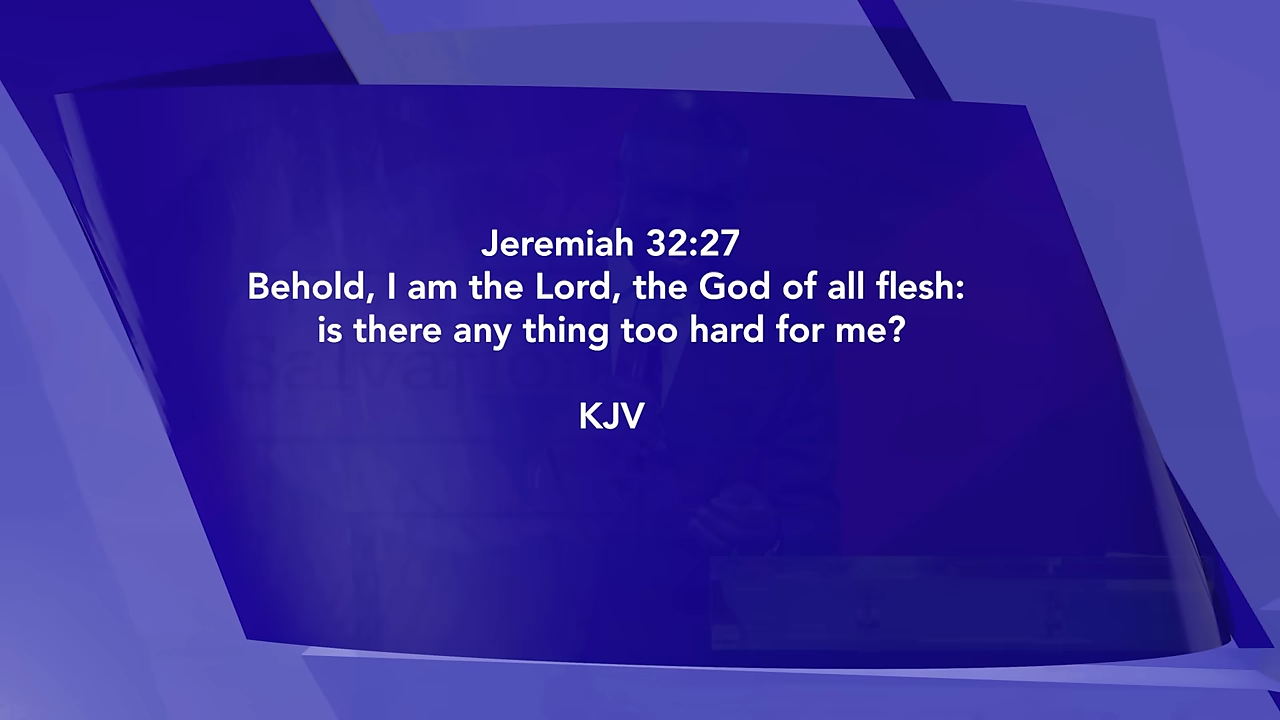 Jeremiah 32:27
Behold, I am the Lord, the God of all flesh:
is there any thing too hard for me?
KJV
Salvation